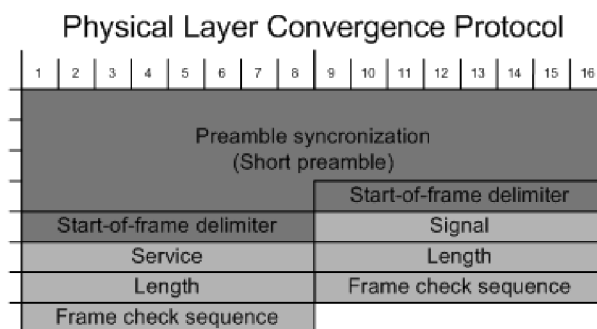 Physical Layer Convergence Protocol
1 2 3 4 5 6 7 8 9 10 11 12 13 14 15 16
Preamble syncronization
(Short preamble)
Start-of-frame delimiter
Start-of-frame delimiter Signal
Service Length
Length Frame check sequence
Frame check sequence